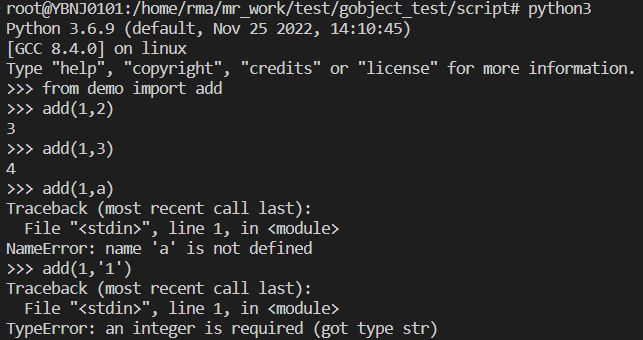 root@YBNJ0101:/home/rma/mr_work/test/gobject_test/script# python3
Python 3.6.9 (default, Nov 25 2022, 14:10:45)
[GCC 8.4.0] on linux
Type "help", "copyright", "credits" or "license" for more information.
>>> from demo import add
>>> add(1,2)
3
>>> add(1,3)
4
>>> add(1,a)
Traceback (most recent call last):
  File "<stdin>", line 1, in <module>
NameError: name 'a' is not defined
>>> add(1,'1')
Traceback (most recent call last):
  File "<stdin>", line 1, in <module>
TypeError: an integer is required (got type str)